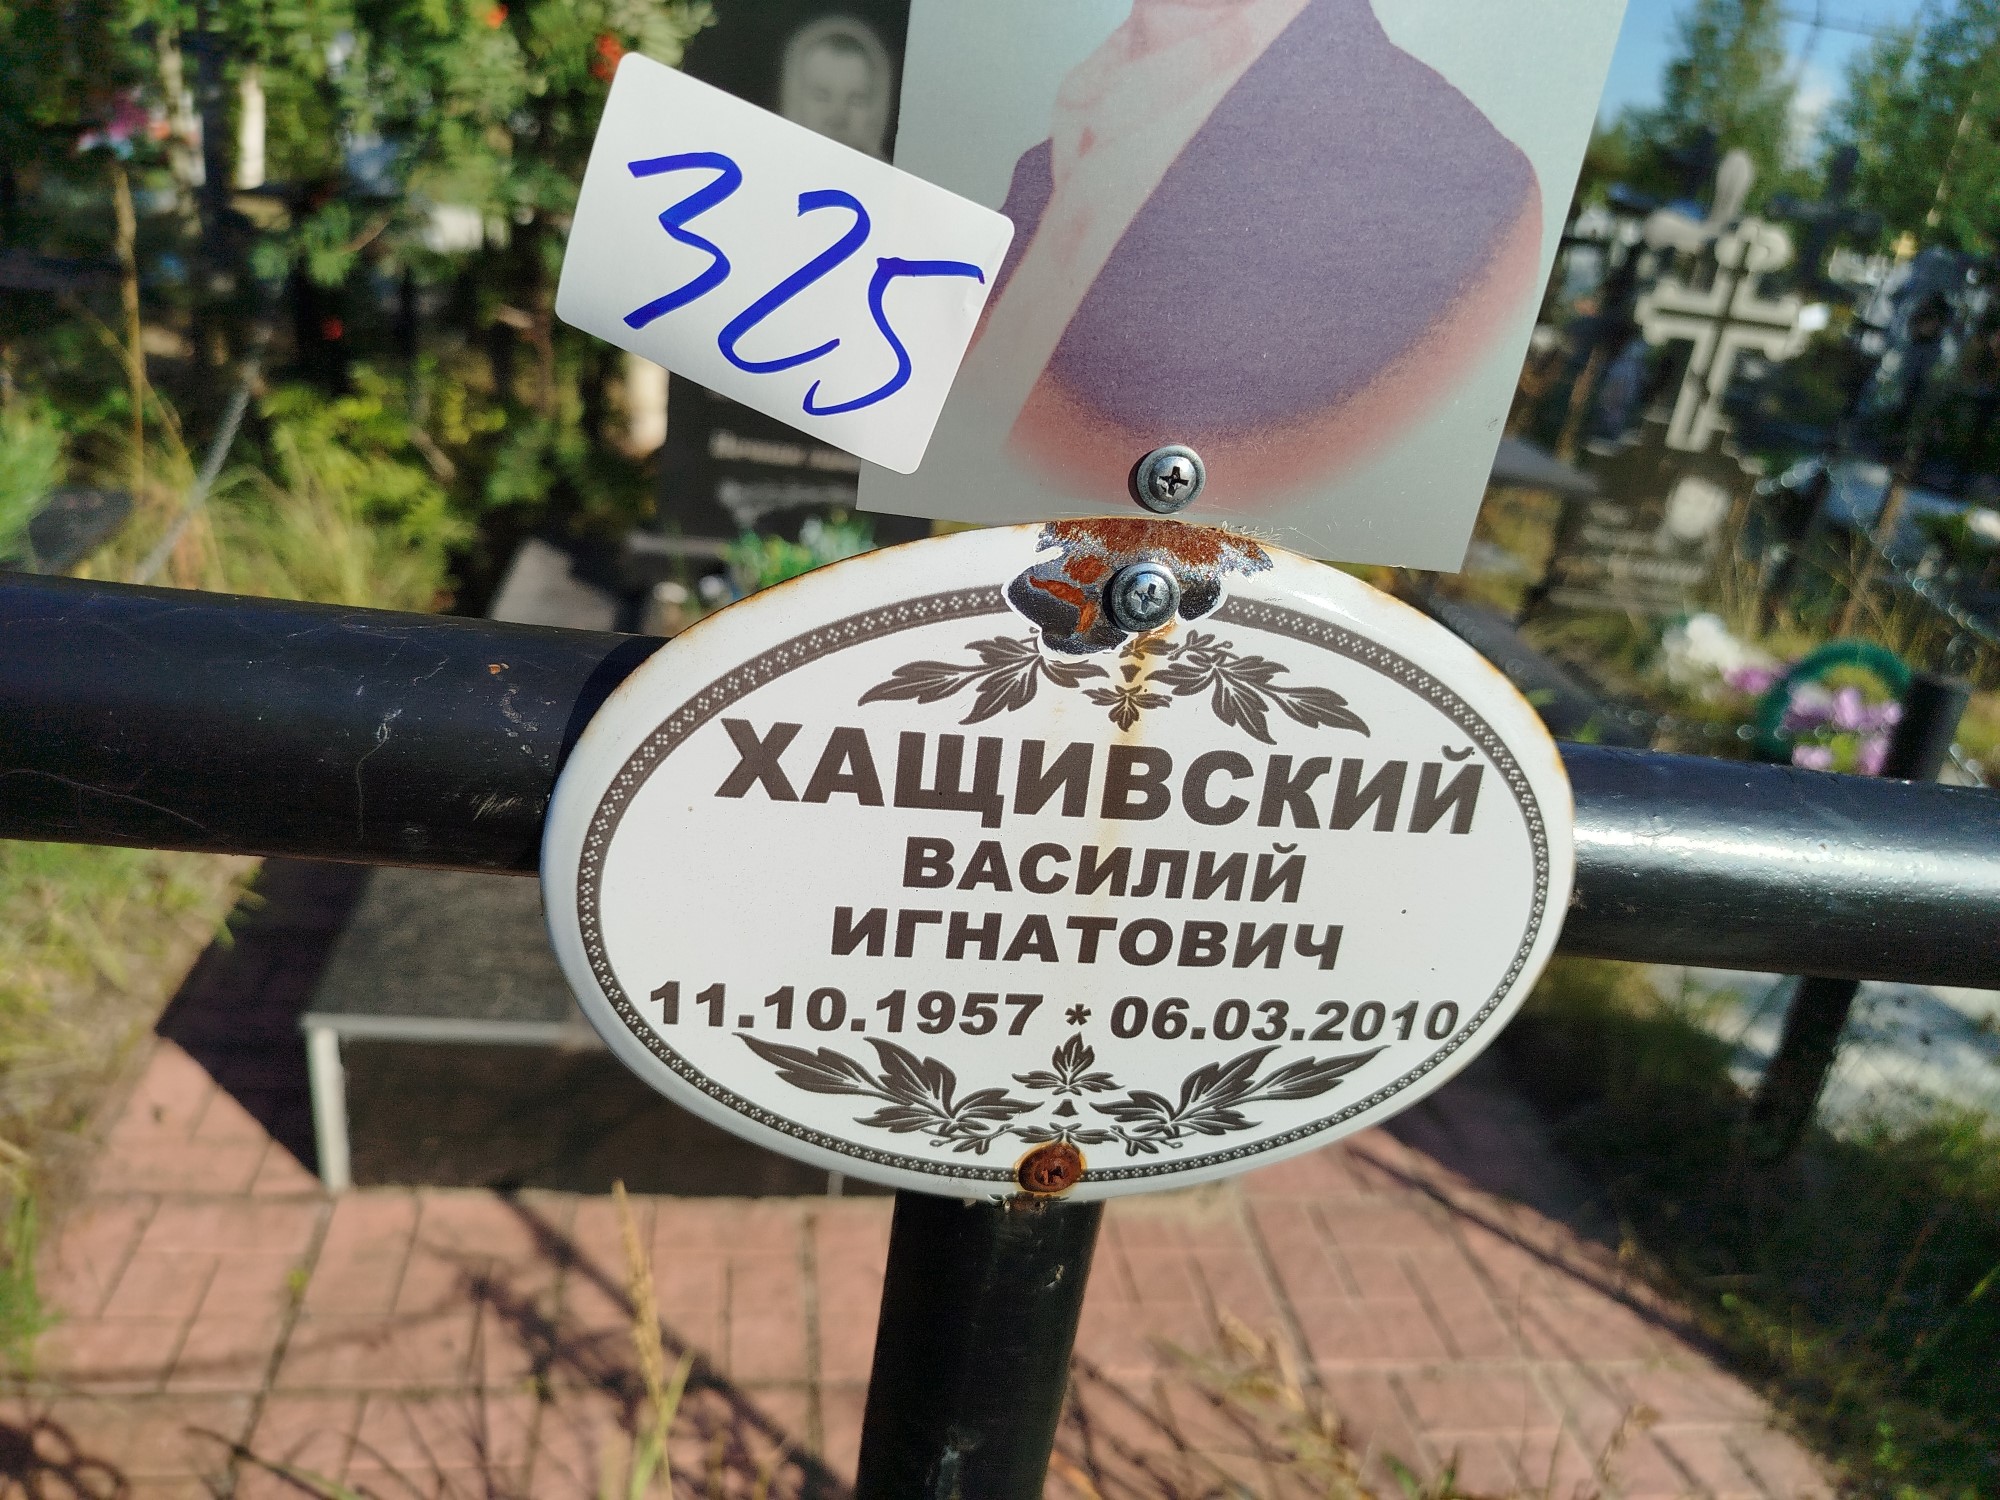 325
ХАЩИВСКИЙ
ВАСИЛИЙ
ИГНАТОВИЧ
11.10.1957 * 06.03.2010